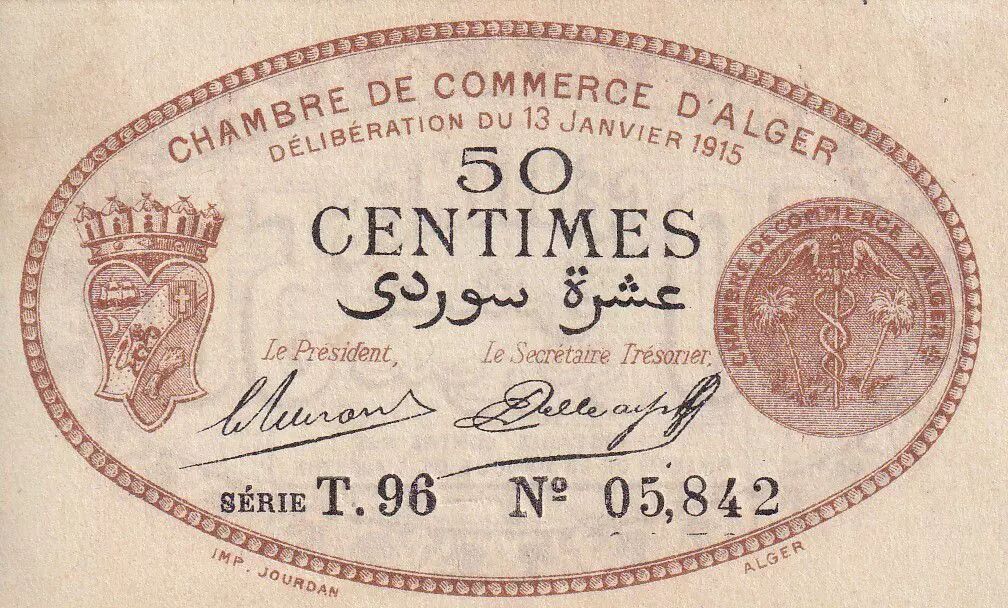 CHAMBRE DE COMMERCE D'ALGER
DÉLIBÉRATION DU 13 JANVIER 1915
50
CENTIMES
عشرة سوردي
CHAMBRE DE COMMERCE D'ALGER
Le Président,
Le Secrétaire Trésorier,
SÉRIE T. 96 Nº 05,842
IMP. JOURDAN
ALGER